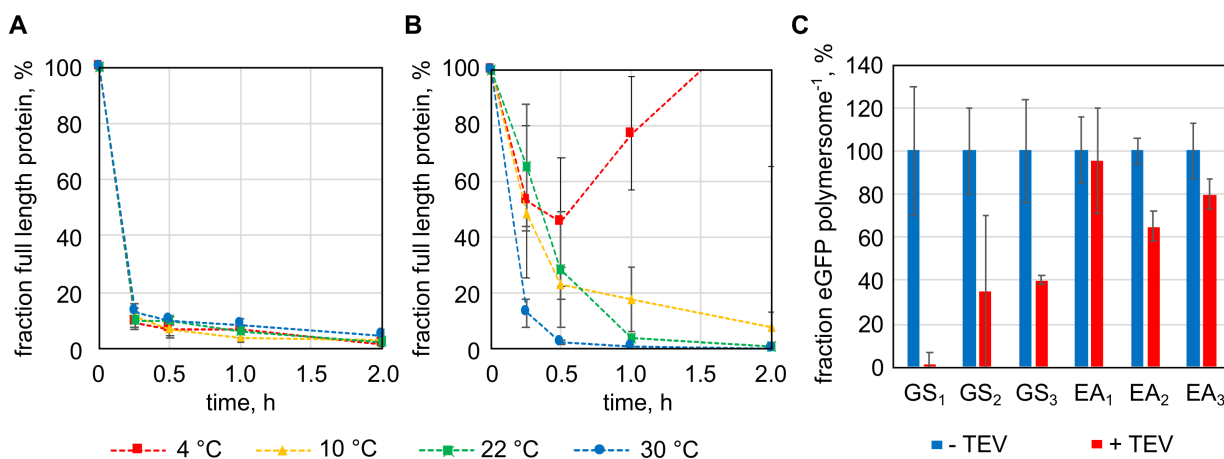 A
fraction full length protein, %
100
80
60
40
20
0
0
0.5
1.0
1.5
2.0
time, h
B
fraction full length protein, %
100
80
60
40
20
0
0
0.5
1.0
1.5
2.0
time, h
4 °C
10 °C
22 °C
30 °C
C
fraction eGFP polymersome⁻¹, %
140
120
100
80
60
40
20
0
GS₁ GS₂ GS₃ EA₁ EA₂ EA₃
- TEV
+ TEV